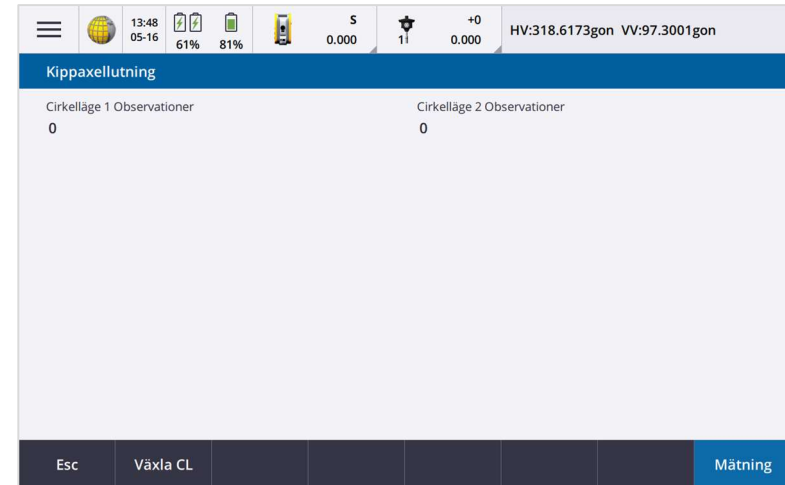 13:48
05-16
61%
81%
S
0.000
1
+0
0.000
HV:318.6173gon VV:97.3001gon
Kippaxellutning
Cirkelläge 1 Observationer
0
Cirkelläge 2 Observationer
0
Esc
Växla CL
Mätning